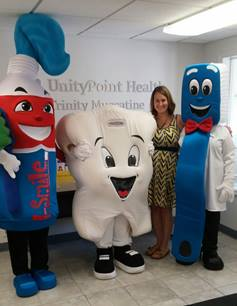 UnityPoint Health
Trinity Muscatine
I-Smile